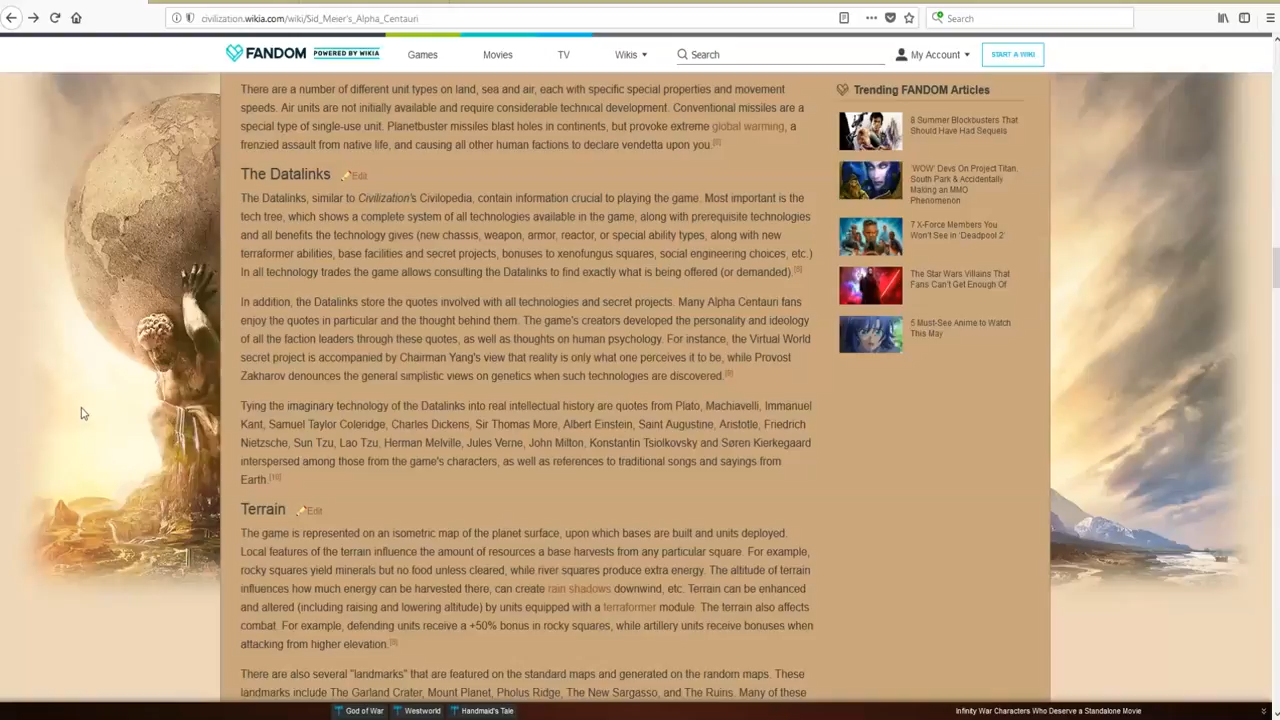 civilization.wikia.com/wiki/Sid_Meier's_Alpha_Centauri
Search
FANDOM POWERED BY WIKIA
Games
Movies
TV
Wikis
Search
My Account
START A WIKI
There are a number of different unit types on land, sea and air, each with specific special properties and movement
speeds. Air units are not initially available and require considerable technical development. Conventional missiles are a
special type of single-use unit. Planetbuster missiles blast holes in continents, but provoke extreme global warming, a
frenzied assault from native life, and causing all other human factions to declare vendetta upon you.
The Datalinks Edit
The Datalinks, similar to Civilization's Civilopedia, contain information crucial to playing the game. Most important is the
tech tree, which shows a complete system of all technologies available in the game, along with prerequisite technologies
and all benefits the technology gives (new chassis, weapon, armor, reactor, or special ability types, along with new
terraformer abilities, base facilities and secret projects, bonuses to xenofungus squares, social engineering choices, etc.)
In all technology trades the game allows consulting the Datalinks to find exactly what is being offered (or demanded).
In addition, the Datalinks store the quotes involved with all technologies and secret projects. Many Alpha Centauri fans
enjoy the quotes in particular and the thought behind them. The game's creators developed the personality and ideology
of all the faction leaders through these quotes, as well as thoughts on human psychology. For instance, the Virtual World
secret project is accompanied by Chairman Yang's view that reality is only what one perceives it to be, while Provost
Zakharov denounces the general simplistic views on genetics when such technologies are discovered.
Tying the imaginary technology of the Datalinks into real intellectual history are quotes from Plato, Machiavelli, Immanuel
Kant, Samuel Taylor Coleridge, Charles Dickens, Sir Thomas More, Albert Einstein, Saint Augustine, Aristotle, Friedrich
Nietzsche, Sun Tzu, Lao Tzu, Herman Melville, Jules Verne, John Milton, Konstantin Tsiolkovsky and Søren Kierkegaard
interspersed among those from the game's characters, as well as references to traditional songs and sayings from
Earth.[10]
Terrain Edit
The game is represented on an isometric map of the planet surface, upon which bases are built and units deployed.
Local features of the terrain influence the amount of resources a base harvests from any particular square. For example,
rocky squares yield minerals but no food unless cleared, while river squares produce extra energy. The altitude of terrain
influences how much energy can be harvested there, can create rain shadows downwind, etc. Terrain can be enhanced
and altered (including raising and lowering altitude) by units equipped with a terraformer module. The terrain also affects
combat. For example, defending units receive a +50% bonus in rocky squares, while artillery units receive bonuses when
attacking from higher elevation.
There are also several "landmarks" that are featured on the standard maps and generated on the random maps. These
landmarks include The Garland Crater, Mount Planet, Pholus Ridge, The New Sargasso, and The Ruins. Many of these
Trending FANDOM Articles
8 Summer Blockbusters That
Should Have Had Sequels
'WOW' Devs On Project Titan,
South Park & Accidentally
Making an MMO
Phenomenon
7 X-Force Members You
Won't See in 'Deadpool 2'
The Star Wars Villains That
Fans Can't Get Enough Of
5 Must-See Anime to Watch
This May
God of War
Westworld
Handmaid's Tale
Infinity War Characters Who Deserve a Standalone Movie